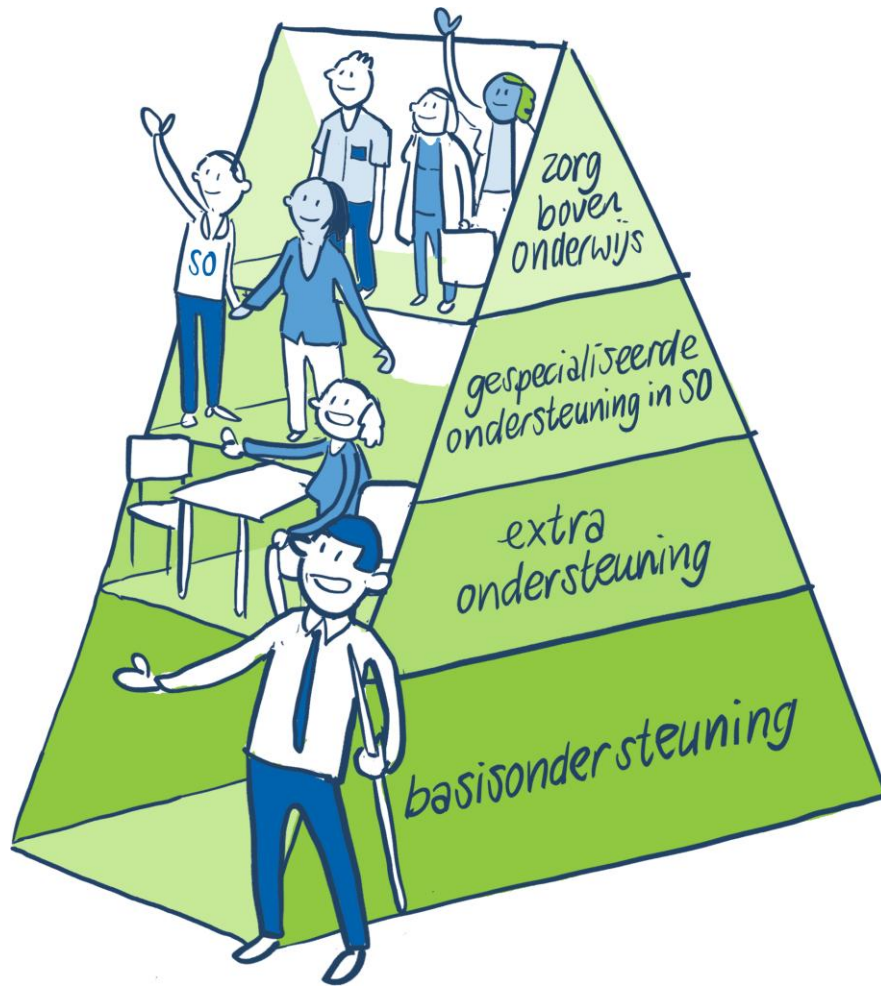 zorg
boven
onderwijs
SO
gespecialiseerde
ondersteuning in SO
extra
ondersteuning
basisondersteuning